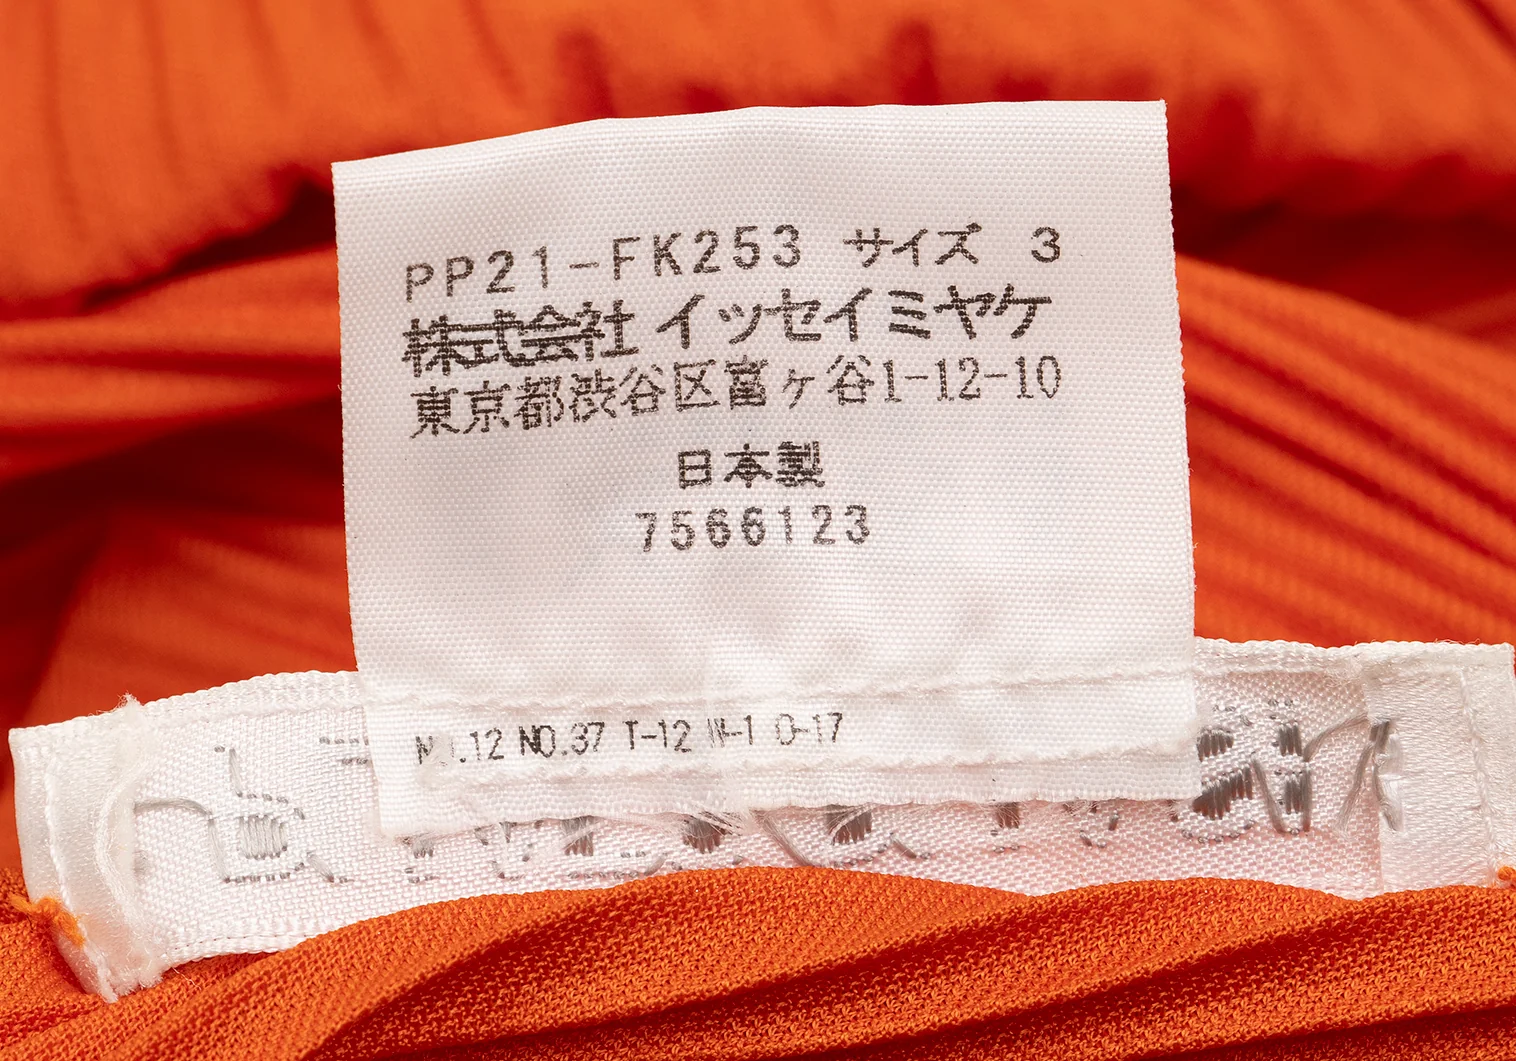 PP21-FK253 サイズ 3
株式会社 イッセイミヤケ
東京都渋谷区富ヶ谷1-12-10
日本製
7566123
NO.37 T-12 O-17